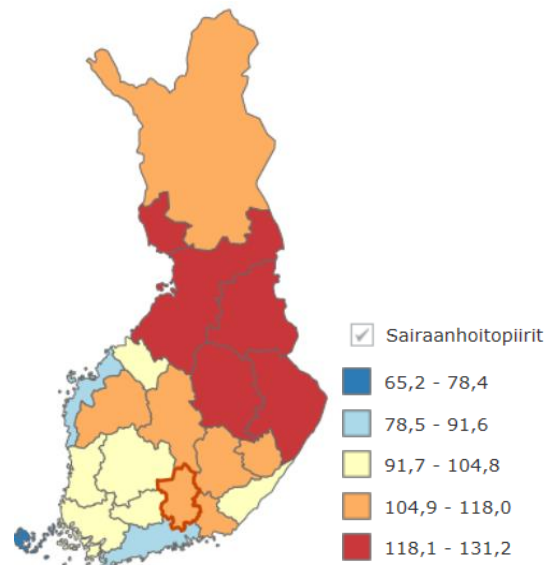 Sairaanhoitopiirit
65,2 - 78,4
78,5 - 91,6
91,7 - 104,8
104,9 - 118,0
118,1 - 131,2